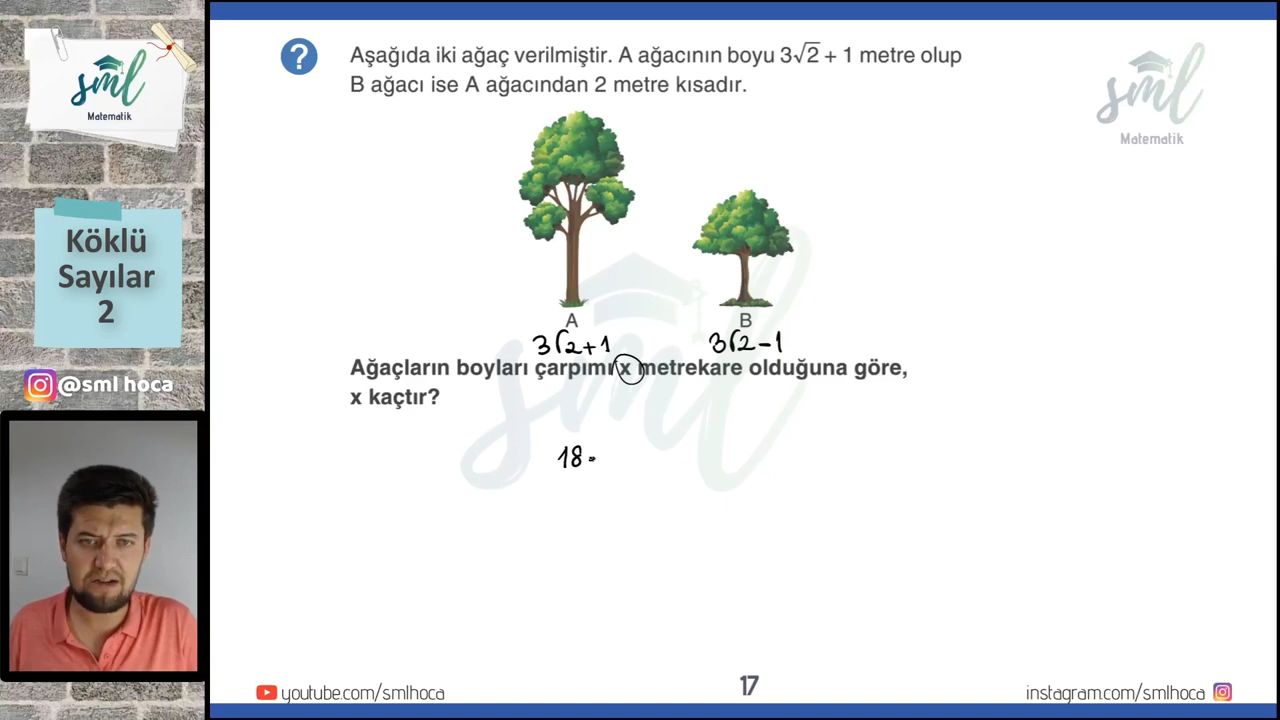 sml
Matematik
Köklü
Sayılar
2
@sml hoca
? Aşağıda iki ağaç verilmiştir. A ağacının boyu 3√2 + 1 metre olup
B ağacı ise A ağacından 2 metre kısadır.
sml
Matematik
A B
3√2+1 3√2-1
Ağaçların boyları çarpımı x metrekare olduğuna göre,
x kaçtır?
sml
18 -
youtube.com/smlhoca
17
instagram.com/smlhoca